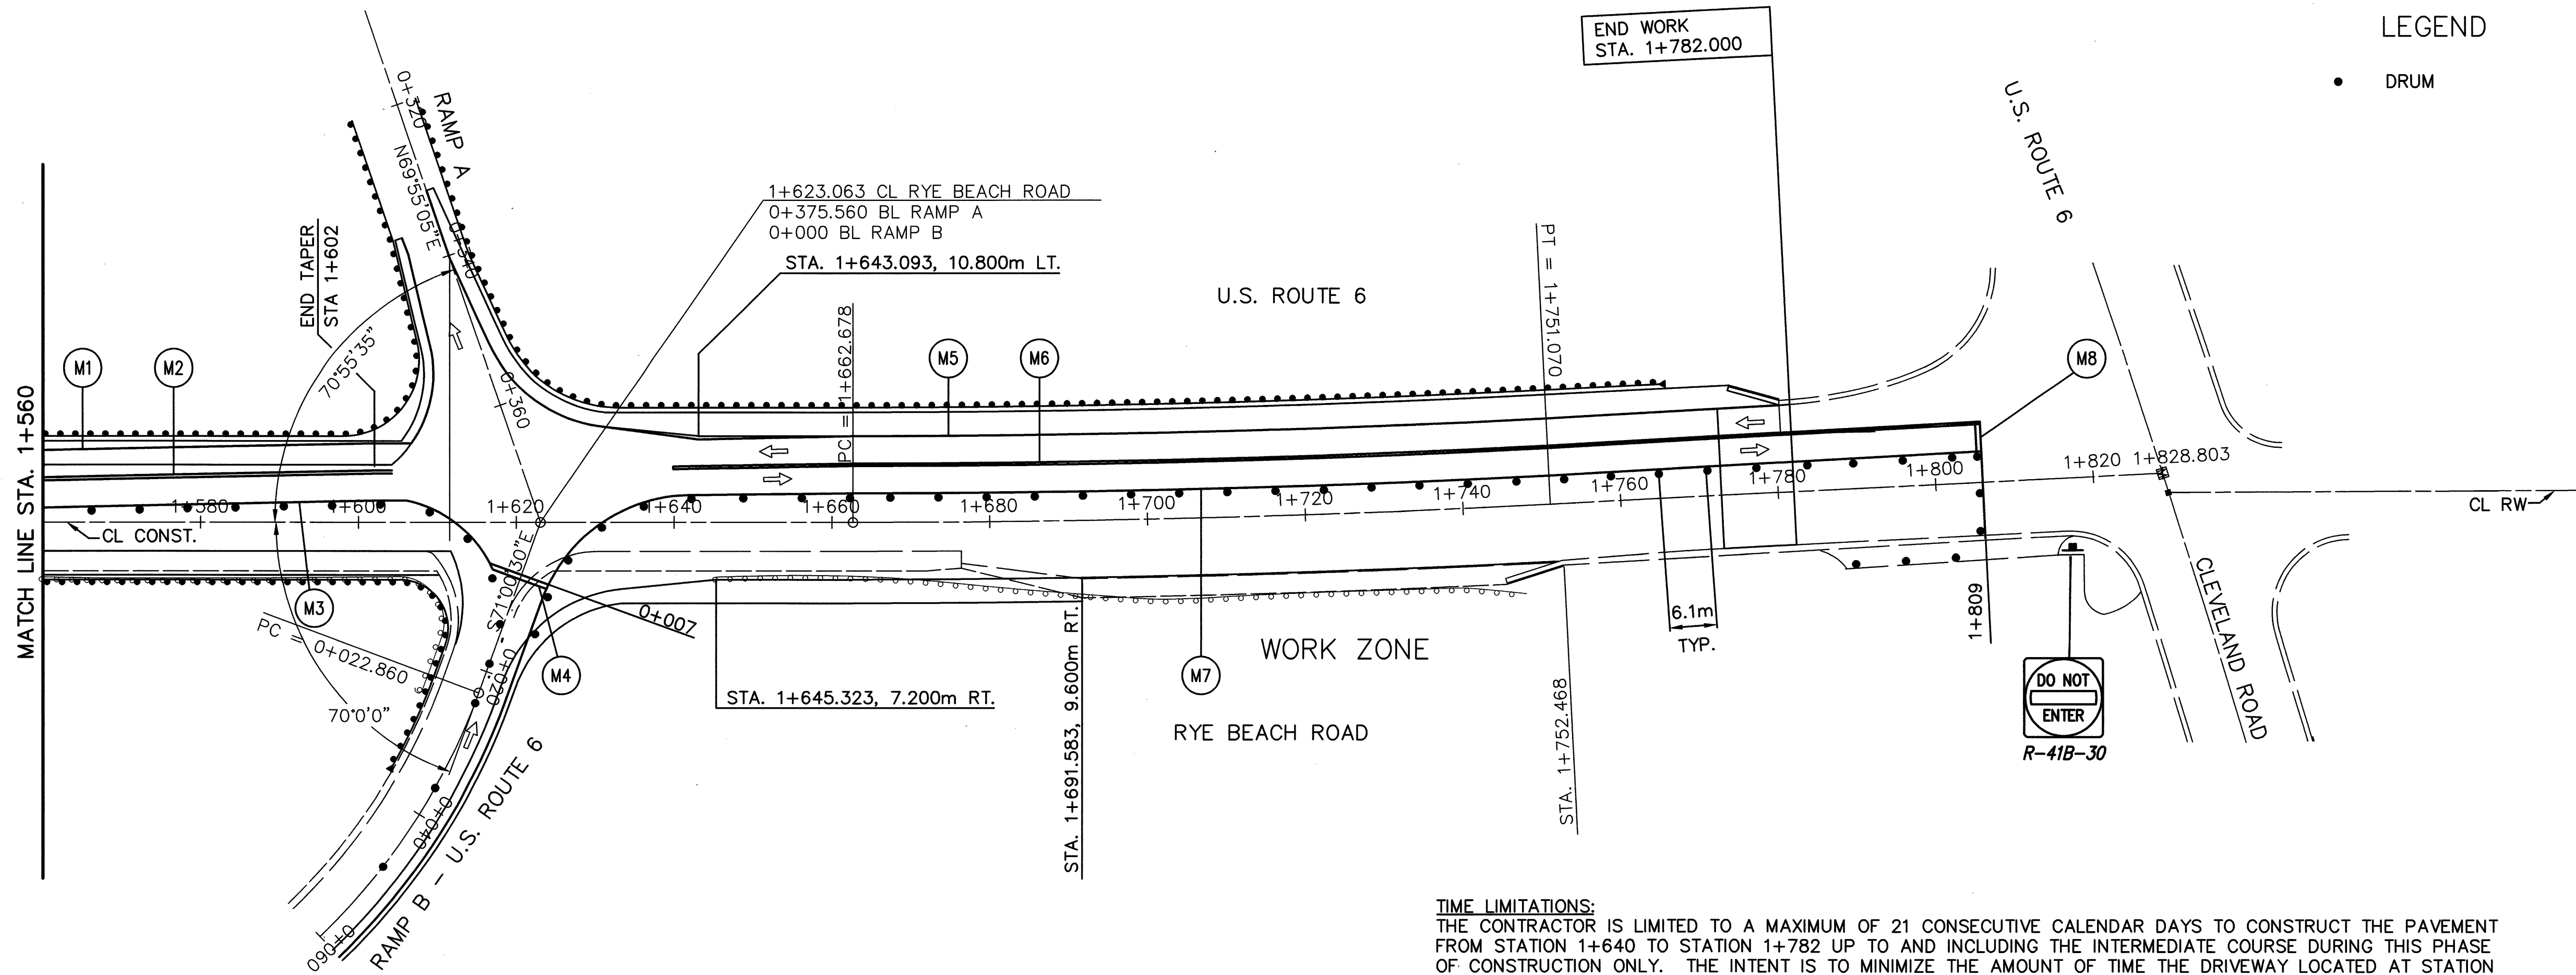 LEGEND
DRUM
END WORK
STA. 1+782.000
U.S. ROUTE 6
0+320
RAMP A
N69°55'05"E
0+340
1+623.063 CL RYE BEACH ROAD
0+375.560 BL RAMP A
0+000 BL RAMP B
STA. 1+643.093, 10.800m LT.
END TAPER
STA 1+602
70°55'35"
U.S. ROUTE 6
PC = 1+662.678
PT = 1+751.070
M1
M2
M5
M6
M8
0+360
MATCH LINE STA. 1+560
1+580
1+600
1+620
1+640
1+660
1+680
1+700
1+720
1+740
1+760
1+780
1+800
1+820
1+828.803
CL RW
CL CONST.
S71°00'30"E
M3
0+007
PC = 0+022.860
0+020
M4
M7
6.1m
TYP.
WORK ZONE
1+809
CLEVELAND ROAD
DO NOT
ENTER
R-41B-30
70°0'0"
STA. 1+645.323, 7.200m RT.
STA. 1+691.583, 9.600m RT.
RYE BEACH ROAD
STA. 1+752.468
0+040
0+060
RAMP B - U.S. ROUTE 6
TIME LIMITATIONS:
THE CONTRACTOR IS LIMITED TO A MAXIMUM OF 21 CONSECUTIVE CALENDAR DAYS TO CONSTRUCT THE PAVEMENT
FROM STATION 1+640 TO STATION 1+782 UP TO AND INCLUDING THE INTERMEDIATE COURSE DURING THIS PHASE
OF CONSTRUCTION ONLY. THE INTENT IS TO MINIMIZE THE AMOUNT OF TIME THE DRIVEWAY LOCATED AT STATION